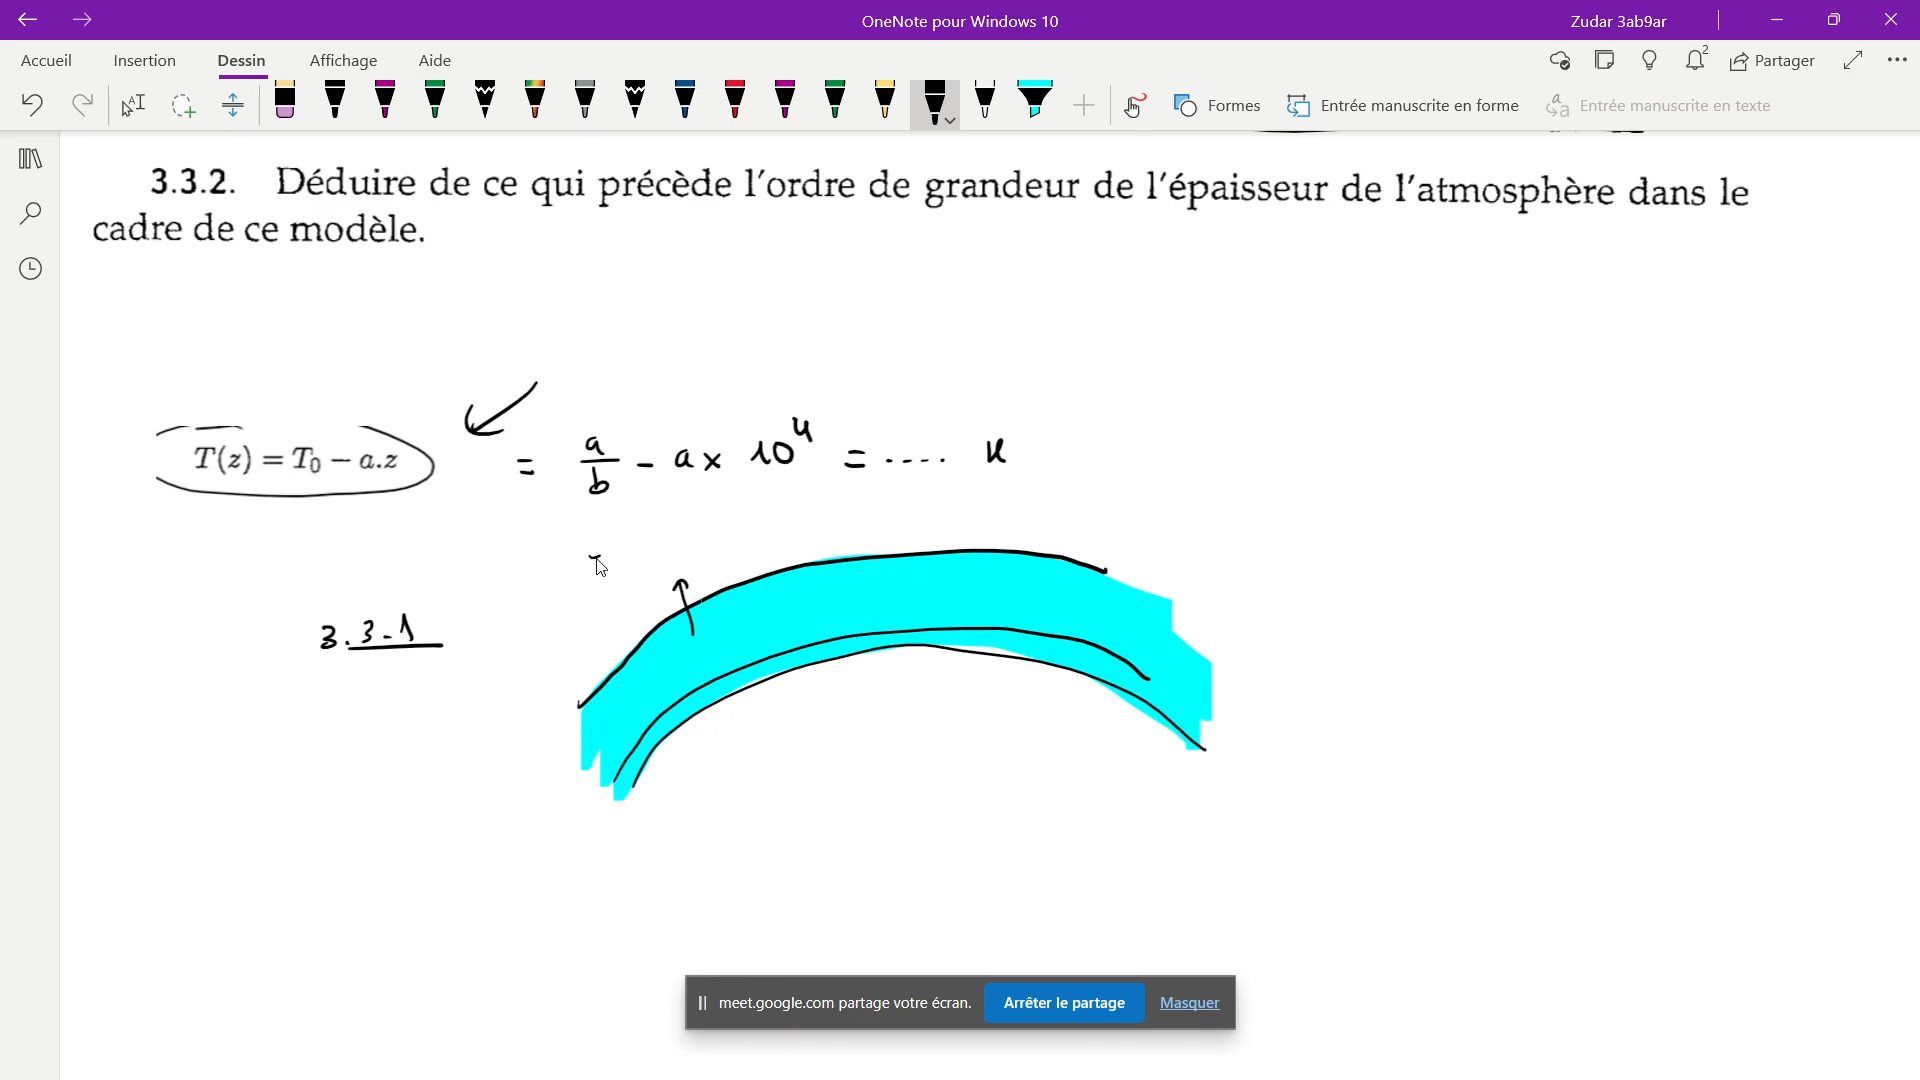 OneNote pour Windows 10
Zudar 3ab9ar
Accueil Insertion Dessin Affichage Aide
2
Partager
Formes
Entrée manuscrite en forme
Entrée manuscrite en texte
3.3.2. Déduire de ce qui précède l'ordre de grandeur de l'épaisseur de l'atmosphère dans le
cadre de ce modèle.
T(z) = T₀ − a.z = a/b - a x 10⁴ = .... K
3.3-1
meet.google.com partage votre écran.
Arrêter le partage
Masquer